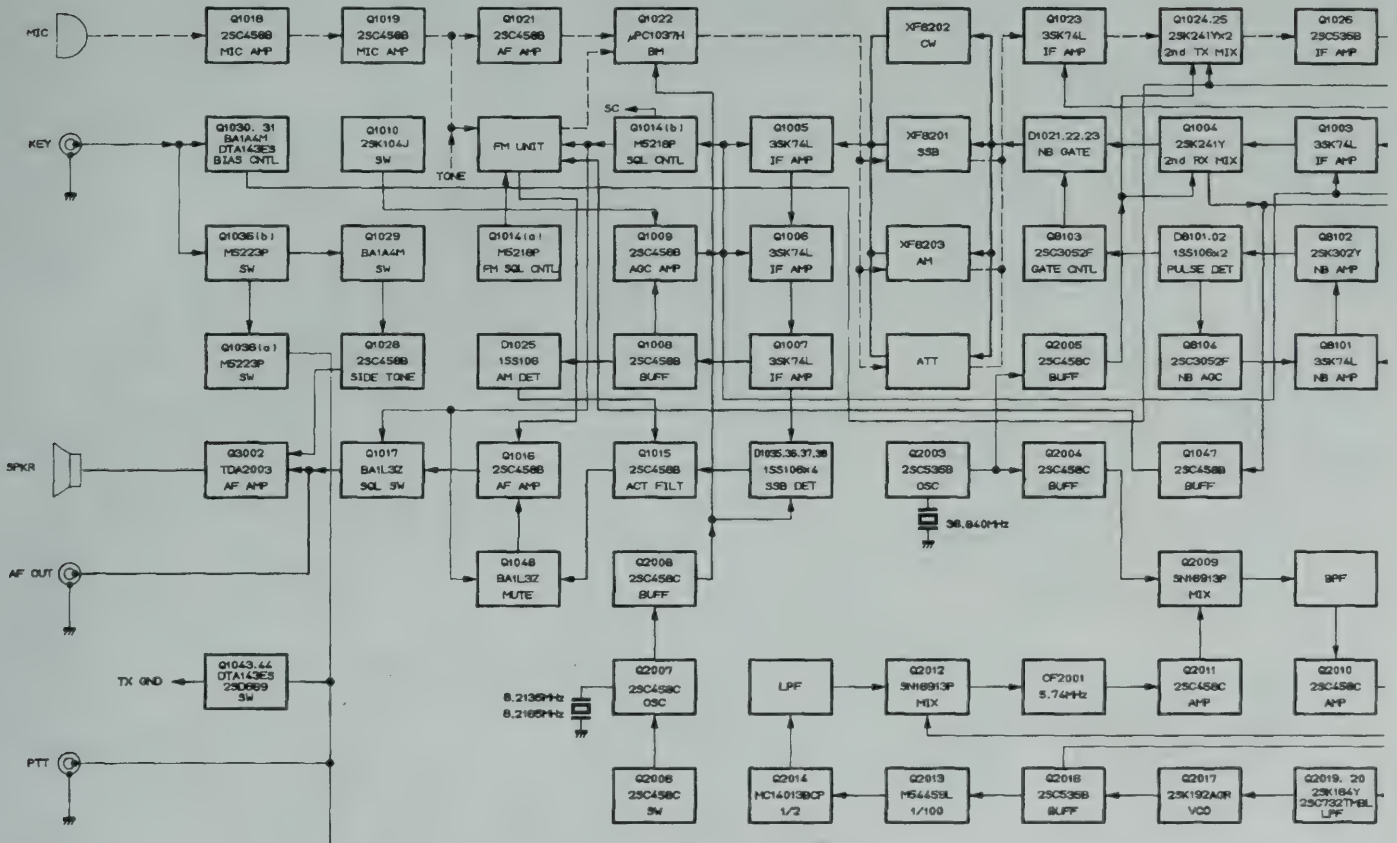 MIC
Q1018
2SC458B
MIC AMP
Q1019
2SC458B
MIC AMP
Q1021
2SC458B
AF AMP
Q1022
µPC1037H
BM
XF8202
CW
Q1023
3SK74L
IF AMP
Q1024.25
2SK241Y×2
2nd TX MIX
Q1026
2SC535B
IF AMP
KEY
Q1030. 31
BA1A4M
DTA143ES
BIAS CNTL
Q1010
2SK104J
SW
TONE
FM UNIT
SC
Q1014(b)
M5218P
SQL CNTL
Q1005
3SK74L
IF AMP
XF8201
SSB
D1021.22.23
NB GATE
Q1004
2SK241Y
2nd RX MIX
Q1003
3SK74L
IF AMP
Q1036(b)
M5223P
SW
Q1029
BA1A4M
SW
Q1014(a)
M5218P
FM SQL CNTL
Q1009
2SC458B
AGC AMP
Q1006
3SK74L
IF AMP
XF8203
AM
Q8103
2SC3052F
GATE CNTL
D8101.02
1SS106×2
PULSE DET
Q8102
2SK302Y
NB AMP
Q1036(a)
M5223P
SW
Q1028
2SC458B
SIDE TONE
D1025
1SS106
AM DET
Q1008
2SC458B
BUFF
Q1007
3SK74L
IF AMP
ATT
Q2005
2SC458C
BUFF
Q8104
2SC3052F
NB AGC
Q8101
3SK74L
NB AMP
SPKR
Q3002
TDA2003
AF AMP
Q1017
BA1L3Z
SQL SW
Q1016
2SC458B
AF AMP
Q1015
2SC458B
ACT FILT
D1035.36.37.38
1SS106×4
SSB DET
Q2003
2SC535B
OSC
36.840MHz
Q2004
2SC458C
BUFF
Q1047
2SC458B
BUFF
AF OUT
Q1048
BA1L3Z
MUTE
Q2008
2SC458C
BUFF
Q2009
SN16913P
MIX
BPF
TX GND
Q1043.44
DTA143ES
2SD669
SW
8.2135MHz
8.2165MHz
Q2007
2SC458C
OSC
LPF
Q2012
SN16913P
MIX
CF2001
5.74MHz
Q2011
2SC458C
AMP
Q2010
2SC458C
AMP
PTT
Q2006
2SC458C
SW
Q2014
MC14013BCP
1/2
Q2013
M54459L
1/100
Q2018
2SC535B
BUFF
Q2017
2SK192AGR
VCO
Q2019. 20
2SK184Y
2SC732TMBL
LPF